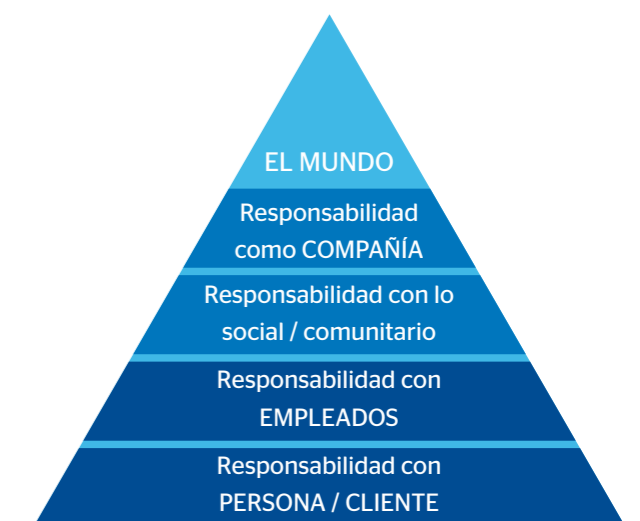 EL MUNDO
Responsabilidad
como COMPAÑÍA
Responsabilidad con lo
social / comunitario
Responsabilidad con
EMPLEADOS
Responsabilidad con
PERSONA / CLIENTE